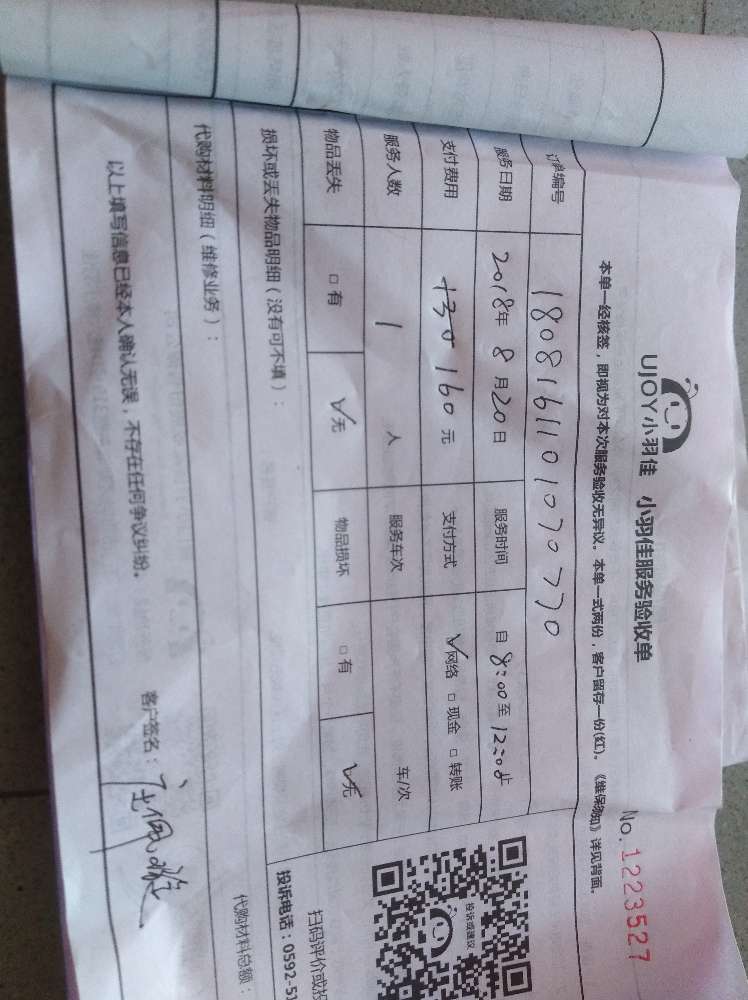 UJOY小羽佳 小羽佳服务验收单
No.1223527
本单一经核签，即视为对本次服务验收无异议。本单一式两份，客户留存一份(红)。《维保须知》详见背面。
订单编号 180816110107070770
服务日期 2018年 8月20日 服务时间 自 8:00至 12:00止
支付费用 160元 支付方式 ☑网络 □现金 □转账
服务人数 1 人 服务车次 车/次
物品丢失 □有 ☑无 物品损坏 □有 ☑无
损坏或丢失物品明细（没有可不填）：
投诉或建议
扫码评价或投
投诉电话：0592-5
代购材料明细（维修业务）：
代购材料总额：
以上填写信息已经本人确认无误，不存在任何争议纠纷。
客户签名：